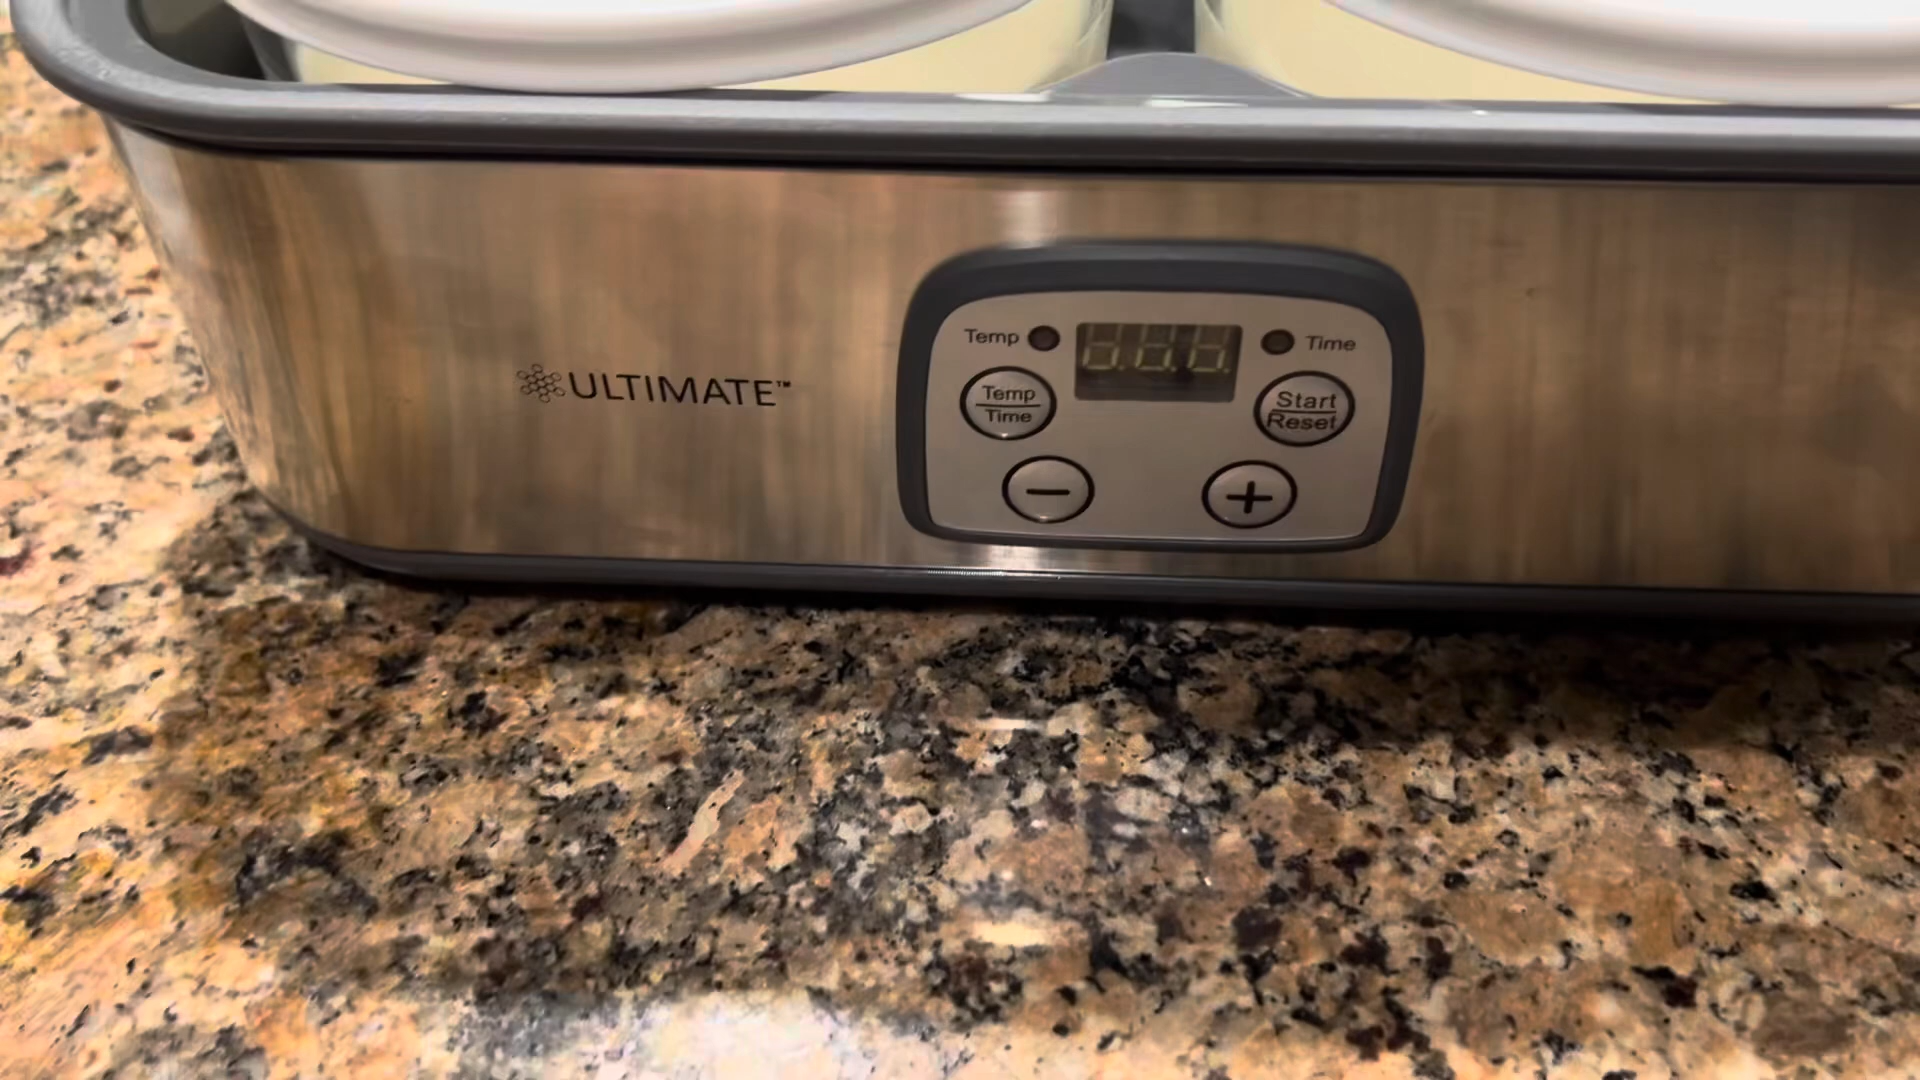 Temp
Time
Temp
Time
Start
Reset
ULTIMATE™
−
+